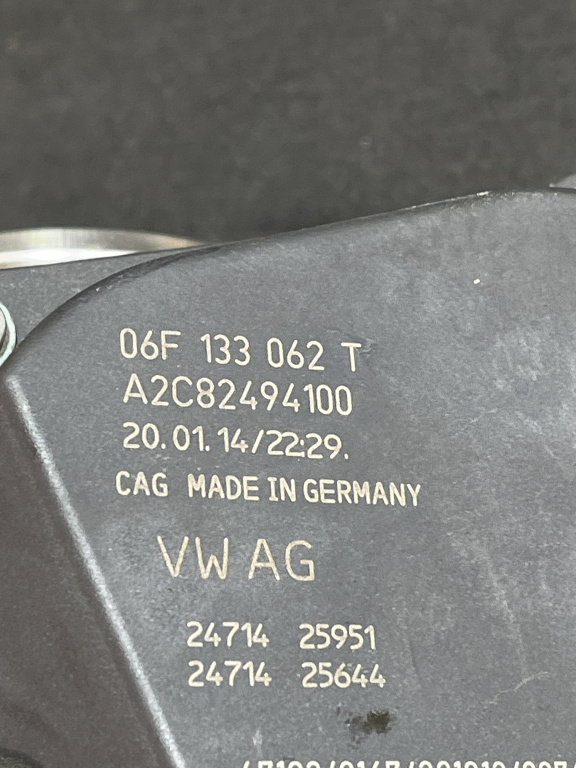 06F 133 062 T
A2C82494100
20.01.14/22:29.
CAG MADE IN GERMANY
VW AG
24714 25951
24714 25644